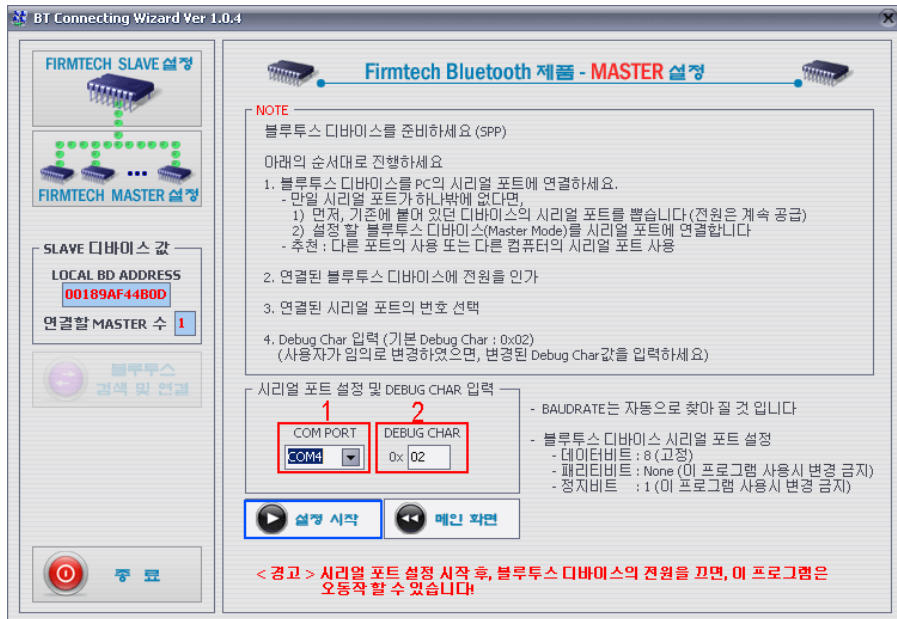 BT Connecting Wizard Ver 1.0.4
FIRMTECH SLAVE 설정
FIRMTECH MASTER 설정
SLAVE 디바이스 값
LOCAL BD ADDRESS
00189AF44B0D
연결할 MASTER 수 1
블루투스
검색 및 연결
종 료
Firmtech Bluetooth 제품 - MASTER 설정
NOTE
블루투스 디바이스를 준비하세요 (SPP)
아래의 순서대로 진행하세요
1. 블루투스 디바이스를 PC의 시리얼 포트에 연결하세요.
- 만일 시리얼 포트가 하나밖에 없다면,
1) 먼저, 기존에 붙어 있던 디바이스의 시리얼 포트를 뽑습니다 (전원은 계속 공급)
2) 설정 할 블루투스 디바이스(Master Mode)를 시리얼 포트에 연결합니다
- 추천 : 다른 포트의 사용 또는 다른 컴퓨터의 시리얼 포트 사용
2. 연결된 블루투스 디바이스에 전원을 인가
3. 연결된 시리얼 포트의 번호 선택
4. Debug Char 입력 (기본 Debug Char : 0x02)
(사용자가 임의로 변경하였으면, 변경된 Debug Char값을 입력하세요)
시리얼 포트 설정 및 DEBUG CHAR 입력
1 2
COM PORT DEBUG CHAR
COM4 0x 02
- BAUDRATE는 자동으로 찾아 질 것 입니다
- 블루투스 디바이스 시리얼 포트 설정
- 데이터비트 : 8 (고정)
- 패리티비트 : None (이 프로그램 사용시 변경 금지)
- 정지비트 : 1 (이 프로그램 사용시 변경 금지)
설정 시작 메인 화면
< 경고 > 시리얼 포트 설정 시작 후, 블루투스 디바이스의 전원을 끄면, 이 프로그램은
오동작 할 수 있습니다!